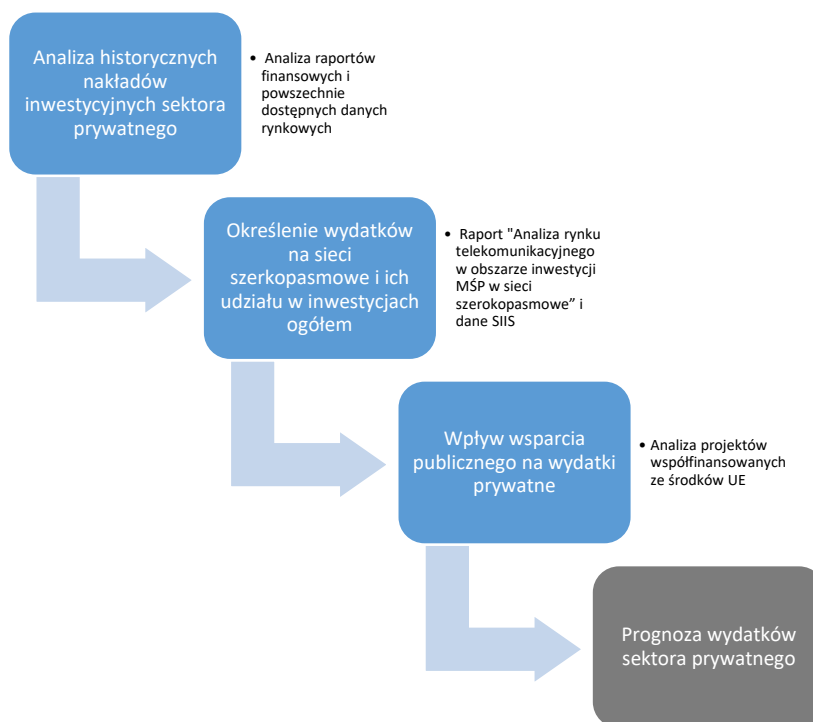 Analiza historycznych
nakładów
inwestycyjnych sektora
prywatnego
• Analiza raportów
finansowych i
powszechnie
dostępnych danych
rynkowych
Określenie wydatków
na sieci
szerkopasmowe i ich
udziału w inwestycjach
ogółem
• Raport "Analiza rynku
telekomunikacyjnego
w obszarze inwestycji
MŚP w sieci
szerokopasmowe” i
dane SIIS
Wpływ wsparcia
publicznego na wydatki
prywatne
• Analiza projektów
współfinansowanych
ze środków UE
Prognoza wydatków
sektora prywatnego